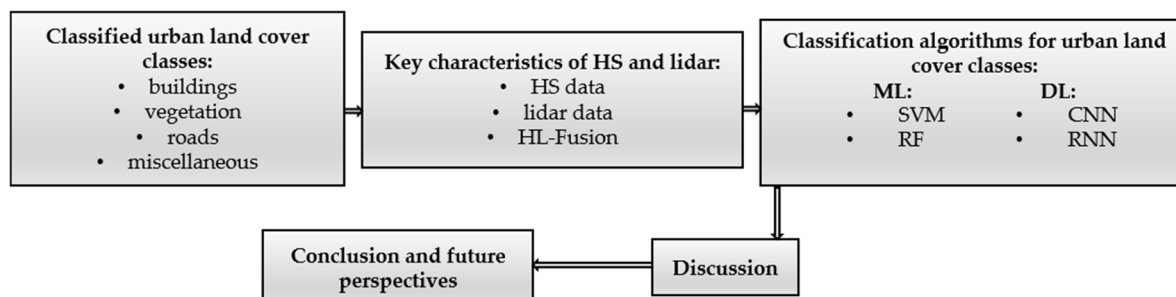 Classified urban land cover
classes:
• buildings
• vegetation
• roads
• miscellaneous
Key characteristics of HS and lidar:
• HS data
• lidar data
• HL-Fusion
Classification algorithms for urban land
cover classes:
ML: DL:
• SVM • CNN
• RF • RNN
Discussion
Conclusion and future
perspectives